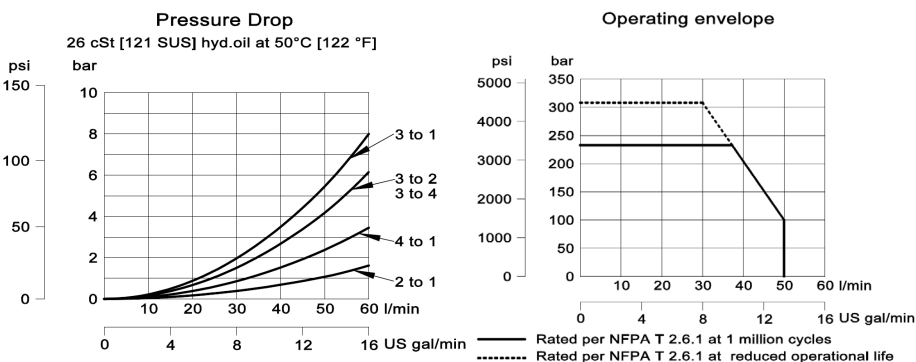 Pressure Drop
26 cSt [121 SUS] hyd.oil at 50°C [122 °F]
psi
bar
150
100
50
0
10
8
6
4
2
0
3 to 1
3 to 2
3 to 4
4 to 1
2 to 1
10 20 30 40 50 60 l/min
0 4 8 12 16 US gal/min
Operating envelope
psi
bar
5000
4000
3000
2000
1000
0
350
300
250
200
150
100
50
0
0 10 20 30 40 50 60 l/min
0 4 8 12 16 US gal/min
Rated per NFPA T 2.6.1 at 1 million cycles
Rated per NFPA T 2.6.1 at reduced operational life